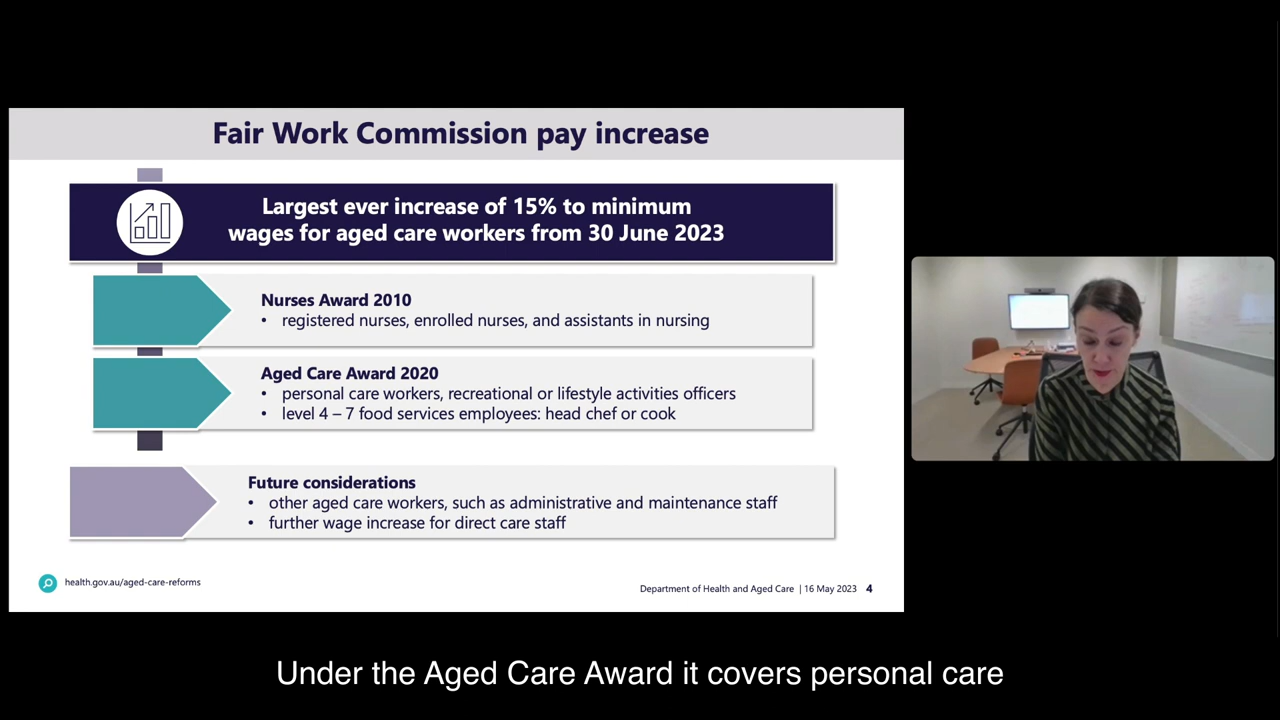 Fair Work Commission pay increase
Largest ever increase of 15% to minimum
wages for aged care workers from 30 June 2023
Nurses Award 2010
• registered nurses, enrolled nurses, and assistants in nursing
Aged Care Award 2020
• personal care workers, recreational or lifestyle activities officers
• level 4 – 7 food services employees: head chef or cook
Future considerations
• other aged care workers, such as administrative and maintenance staff
• further wage increase for direct care staff
health.gov.au/aged-care-reforms
Department of Health and Aged Care | 16 May 2023 4
Under the Aged Care Award it covers personal care